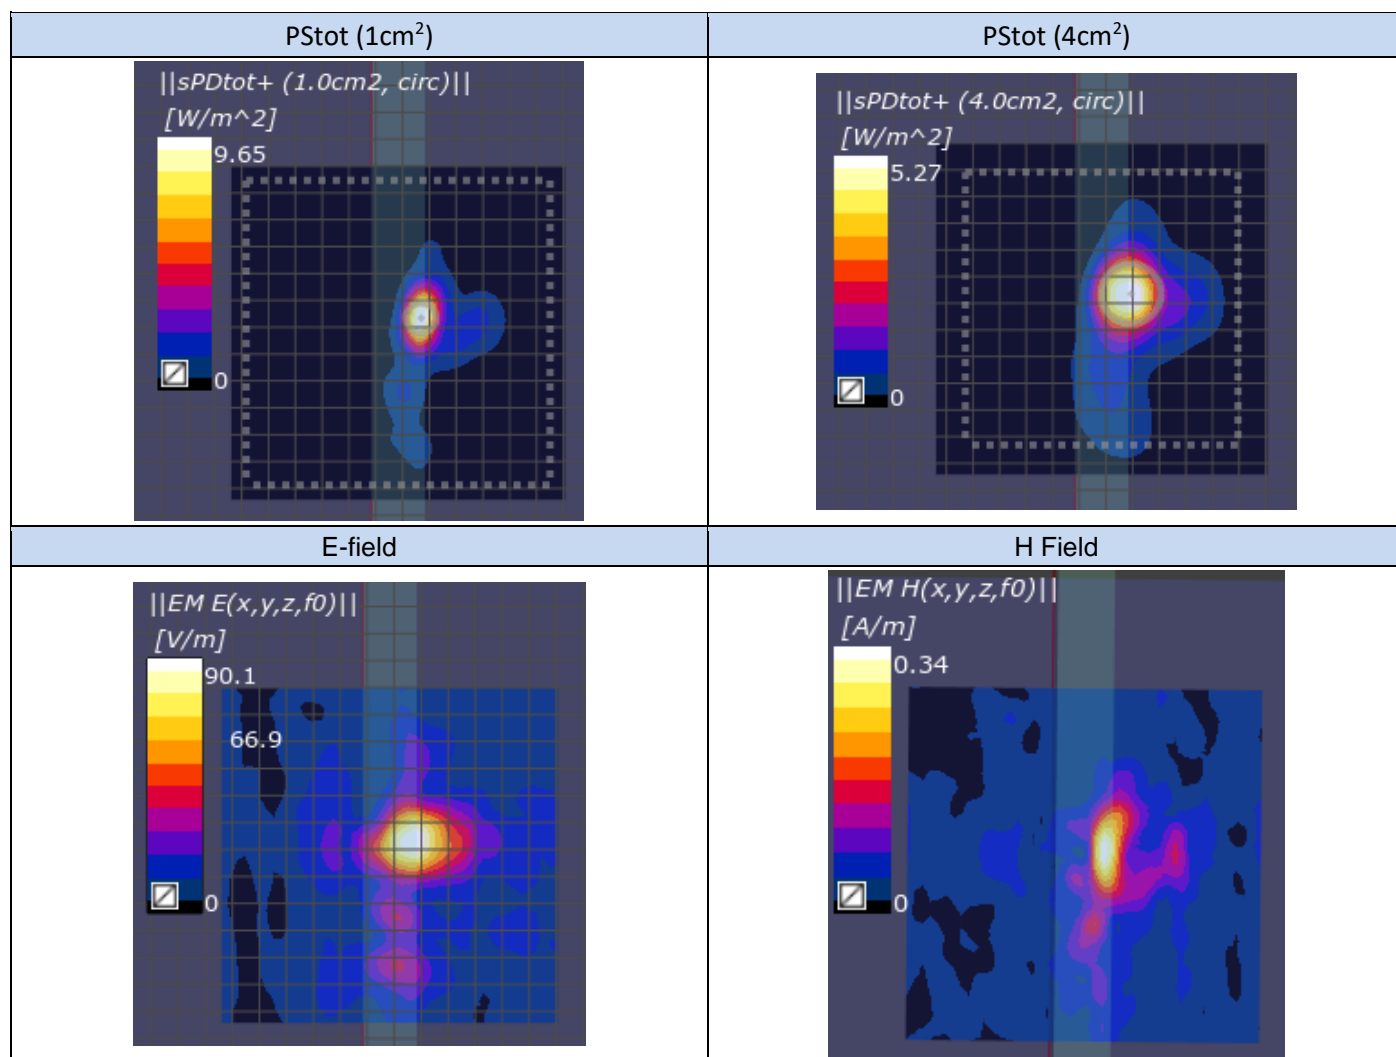 PStot (1cm²)
PStot (4cm²)
||sPDtot+ (1.0cm2, circ)||
[W/m^2]
9.65
0
||sPDtot+ (4.0cm2, circ)||
[W/m^2]
5.27
0
E-field
H Field
||EM E(x,y,z,f0)||
[V/m]
90.1
66.9
0
||EM H(x,y,z,f0)||
[A/m]
0.34
0